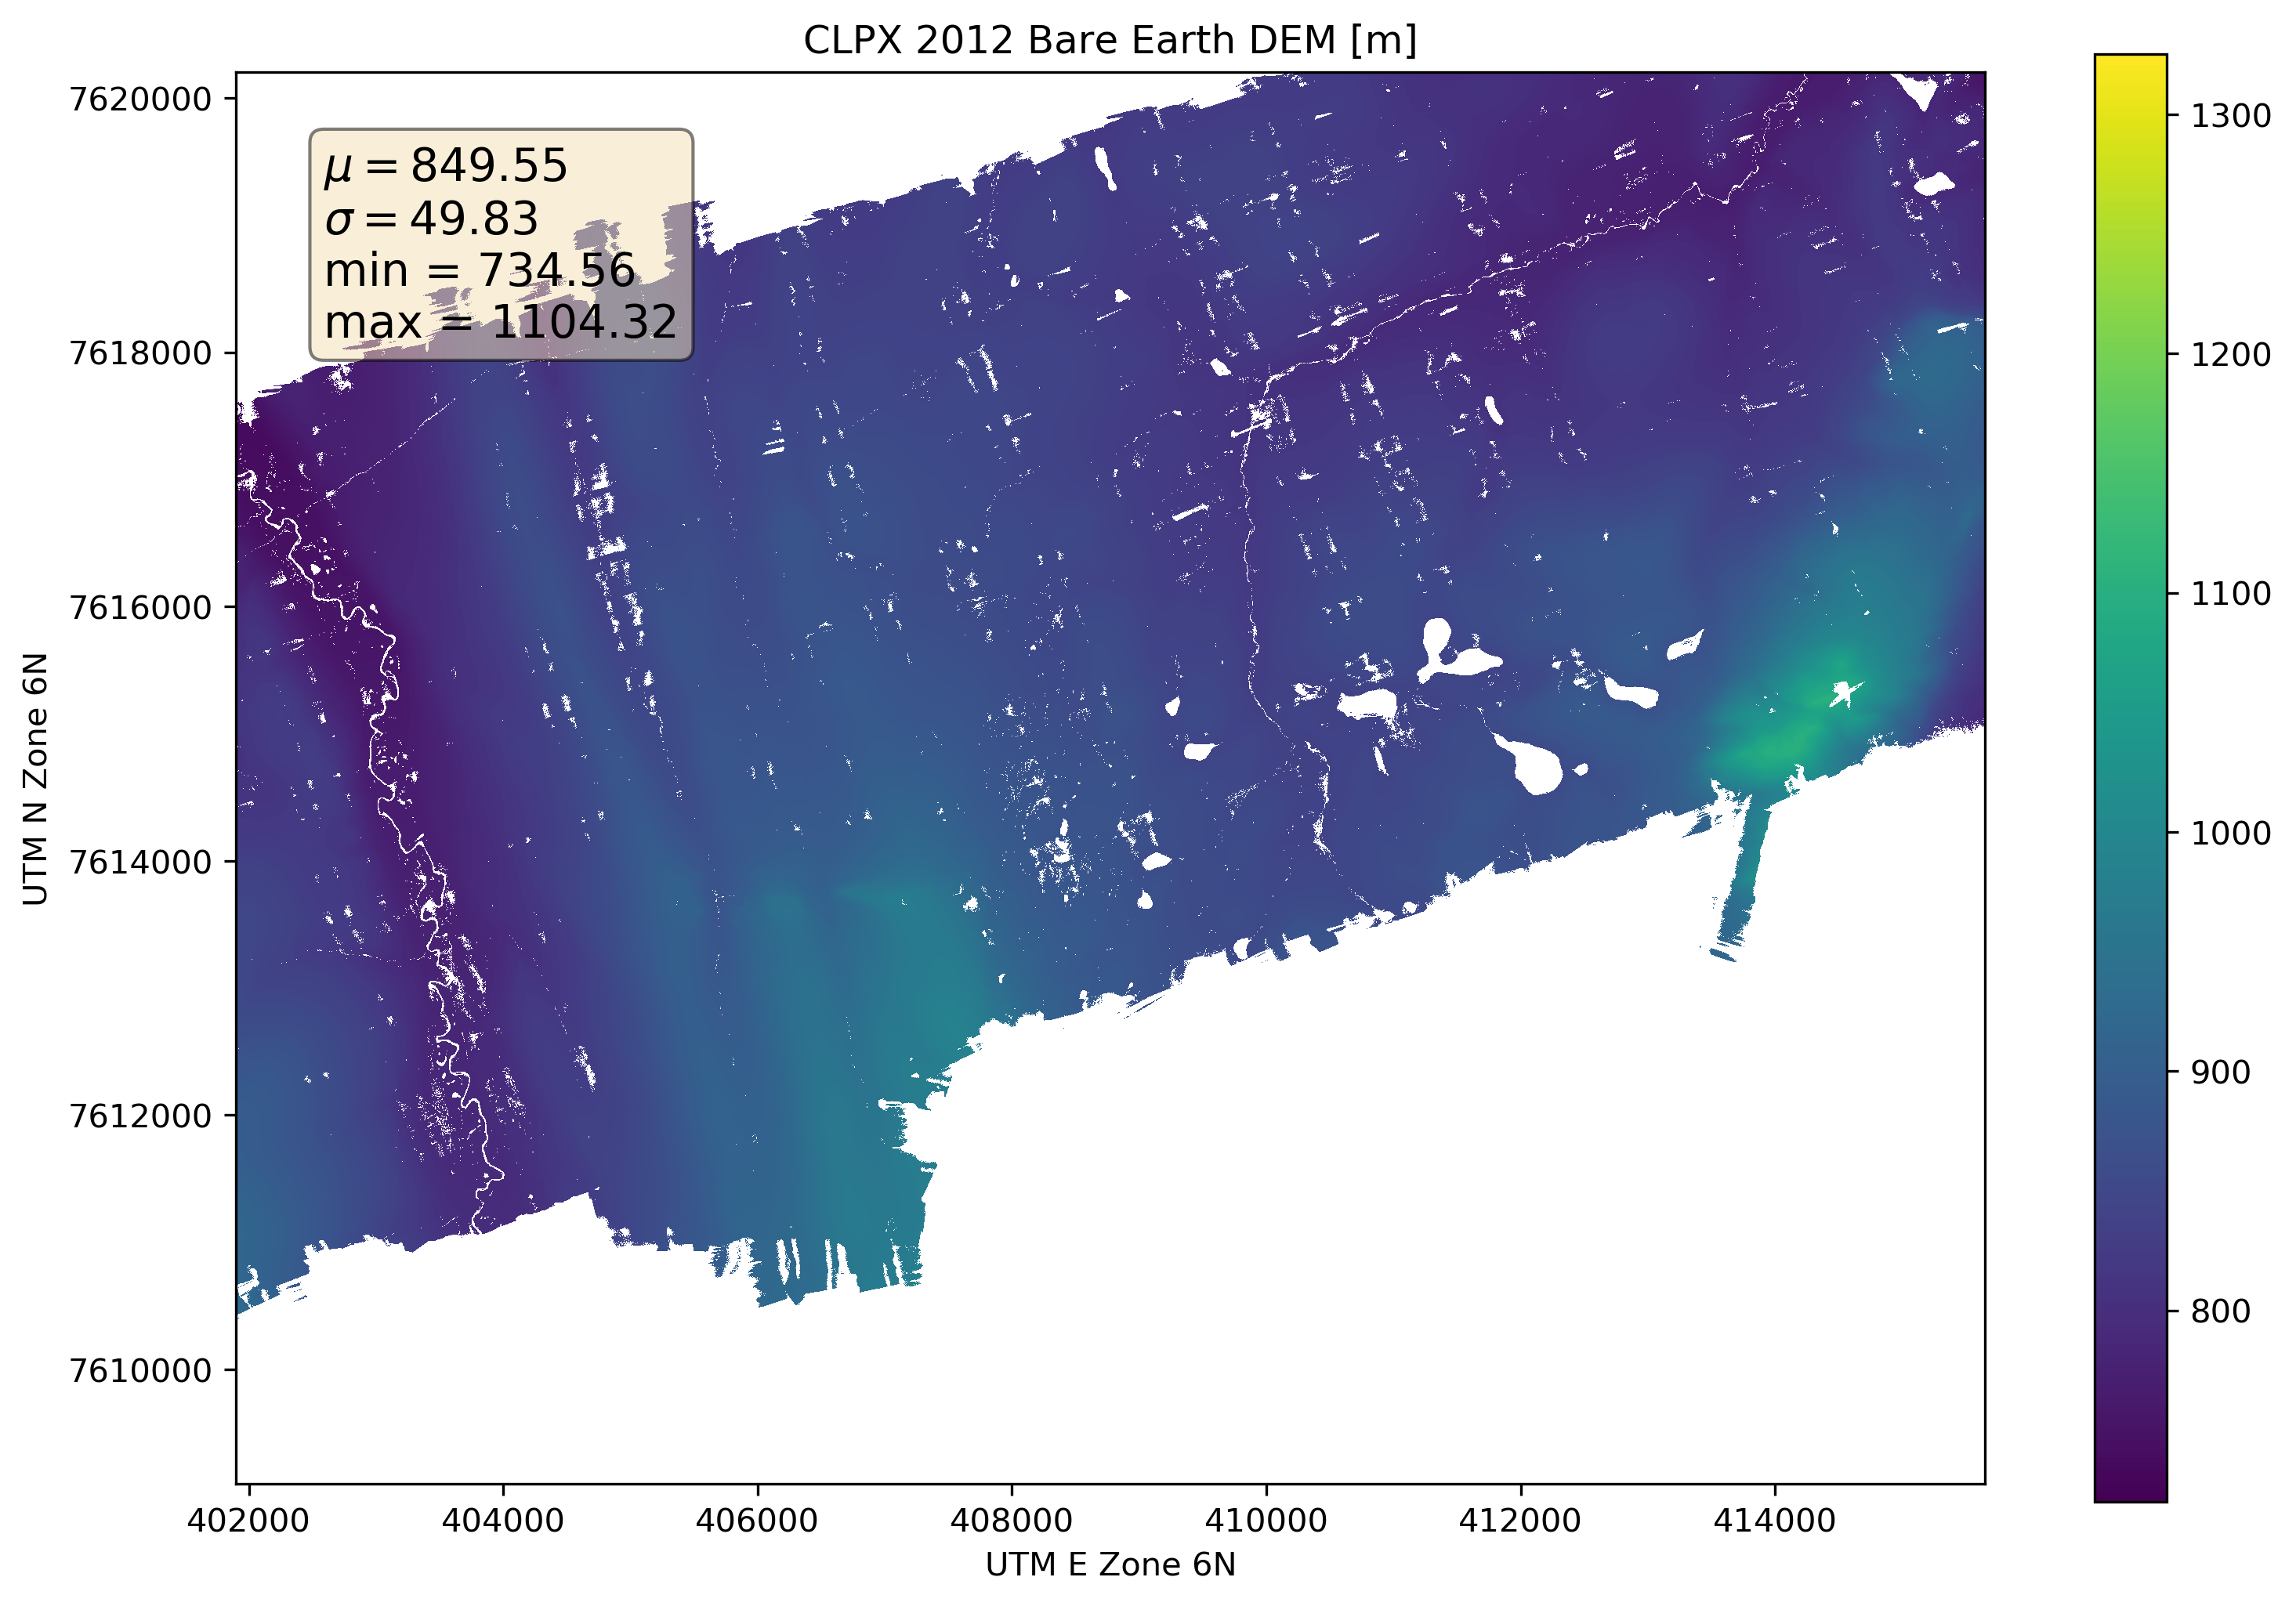 CLPX 2012 Bare Earth DEM [m]
μ = 849.55
σ = 49.83
min = 734.56
max = 1104.32
7620000
7618000
7616000
7614000
7612000
7610000
UTM N Zone 6N
402000
404000
406000
408000
410000
412000
414000
UTM E Zone 6N
1300
1200
1100
1000
900
800